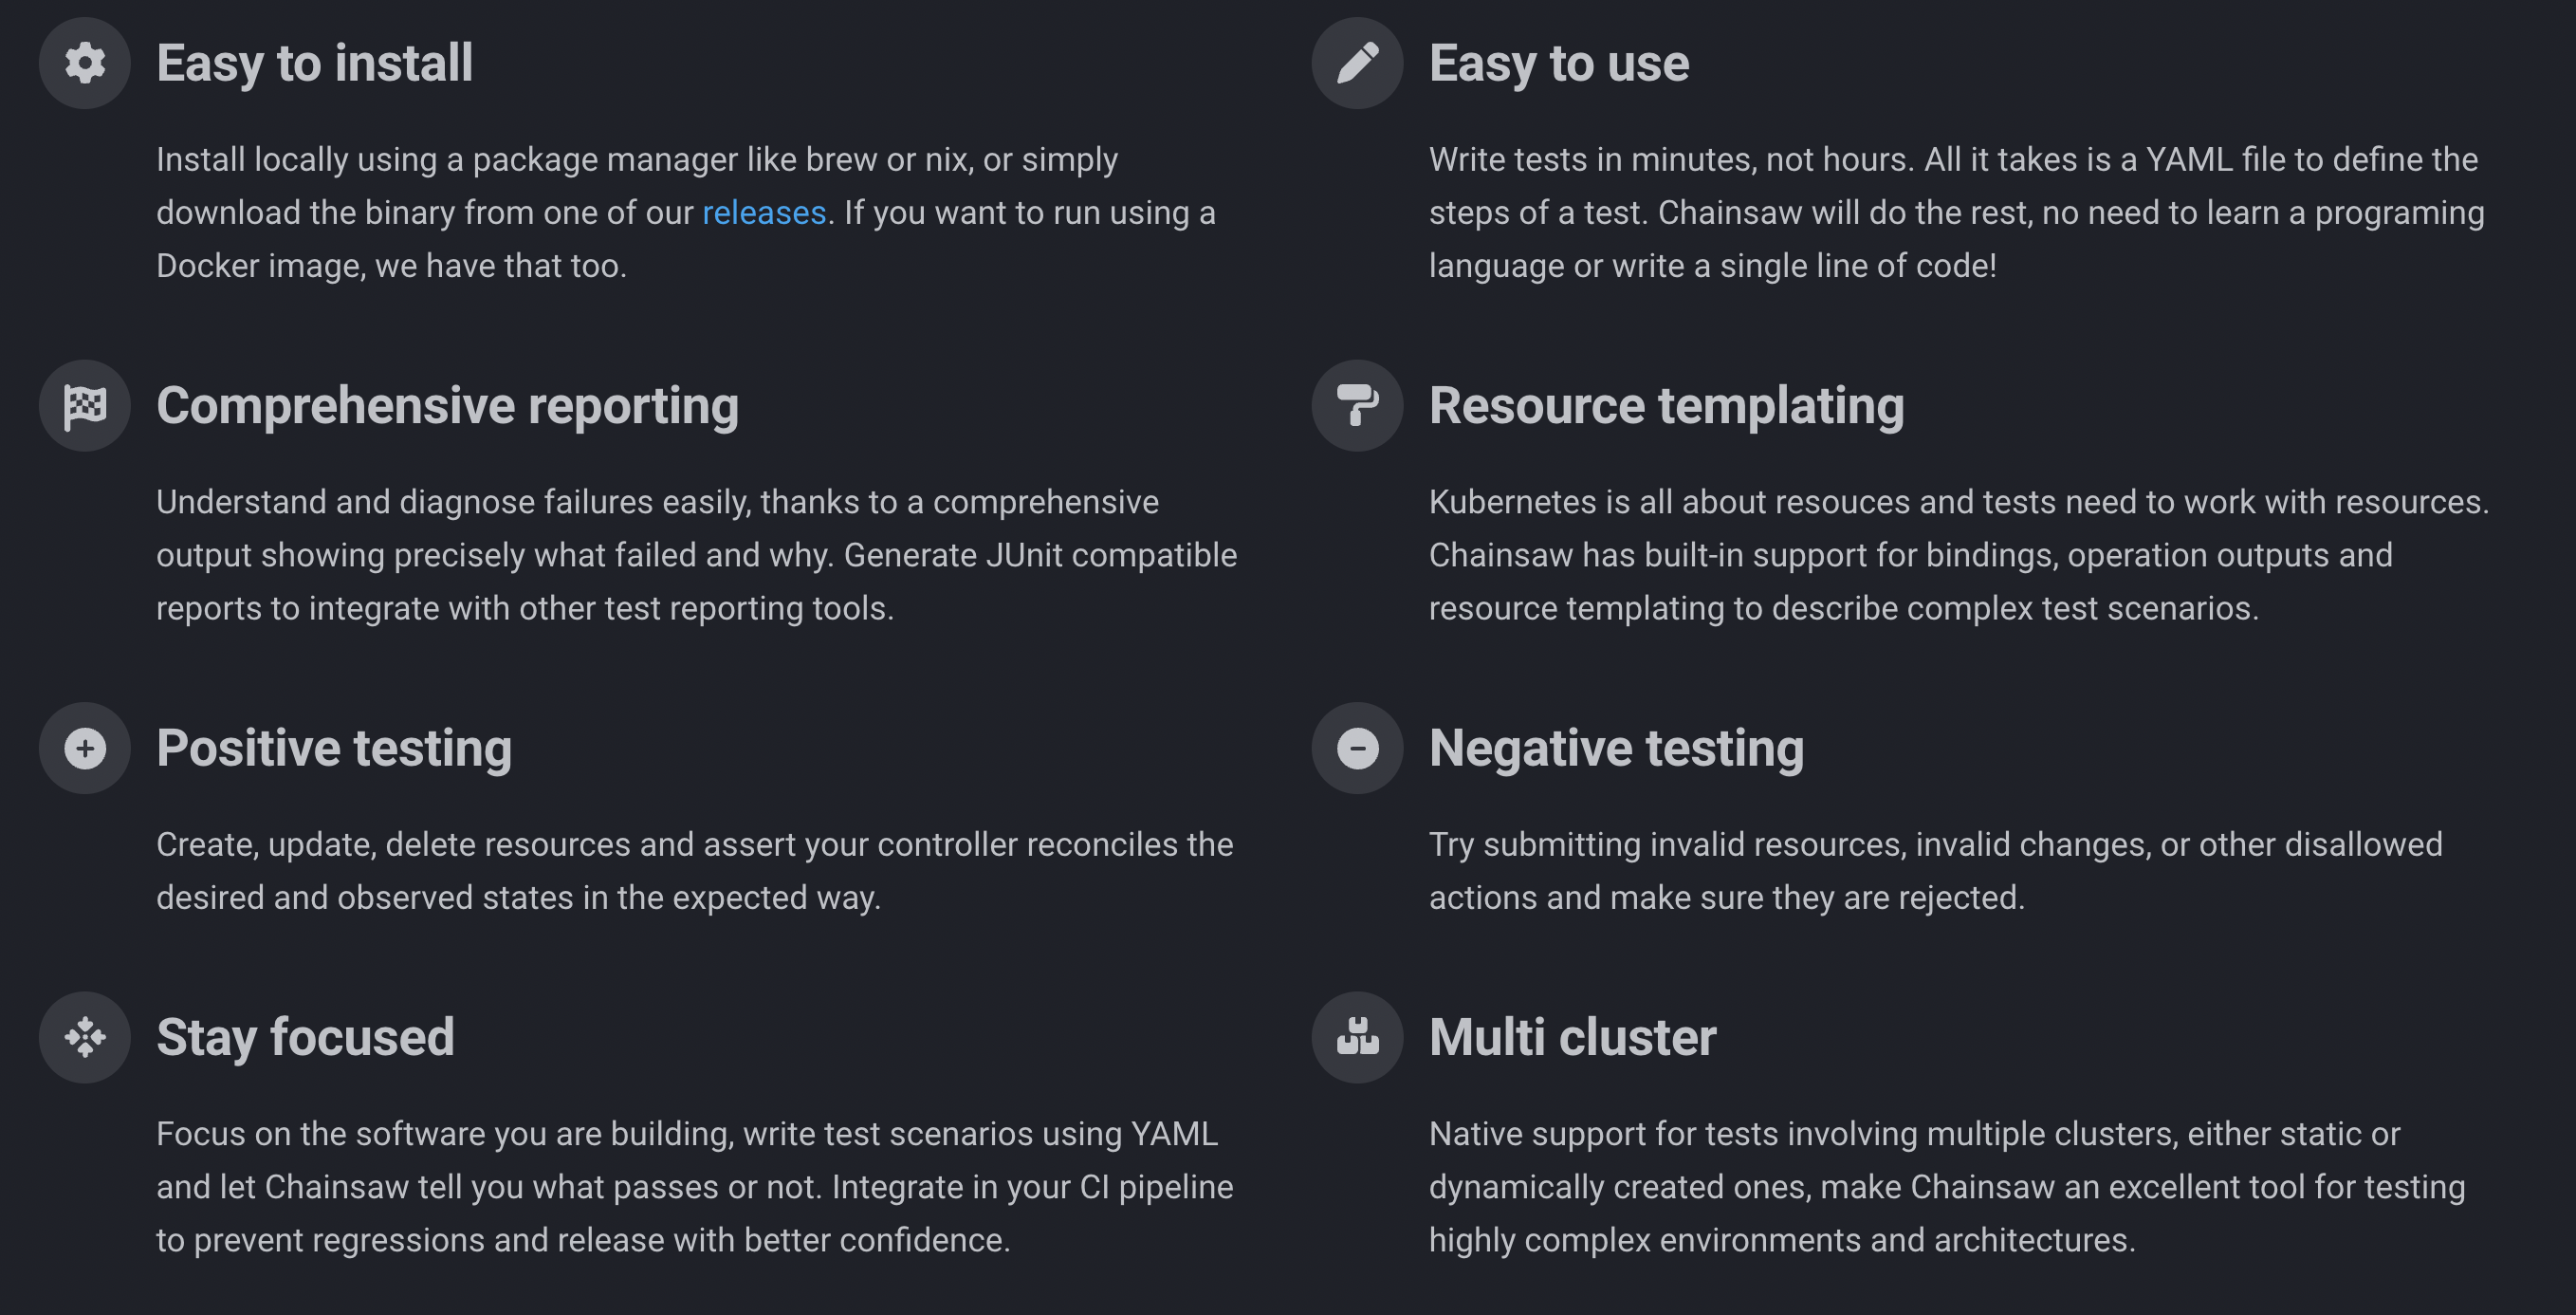 Easy to install
Install locally using a package manager like brew or nix, or simply
download the binary from one of our releases. If you want to run using a
Docker image, we have that too.
Easy to use
Write tests in minutes, not hours. All it takes is a YAML file to define the
steps of a test. Chainsaw will do the rest, no need to learn a programing
language or write a single line of code!
Comprehensive reporting
Understand and diagnose failures easily, thanks to a comprehensive
output showing precisely what failed and why. Generate JUnit compatible
reports to integrate with other test reporting tools.
Resource templating
Kubernetes is all about resouces and tests need to work with resources.
Chainsaw has built-in support for bindings, operation outputs and
resource templating to describe complex test scenarios.
Positive testing
Create, update, delete resources and assert your controller reconciles the
desired and observed states in the expected way.
Negative testing
Try submitting invalid resources, invalid changes, or other disallowed
actions and make sure they are rejected.
Stay focused
Focus on the software you are building, write test scenarios using YAML
and let Chainsaw tell you what passes or not. Integrate in your CI pipeline
to prevent regressions and release with better confidence.
Multi cluster
Native support for tests involving multiple clusters, either static or
dynamically created ones, make Chainsaw an excellent tool for testing
highly complex environments and architectures.